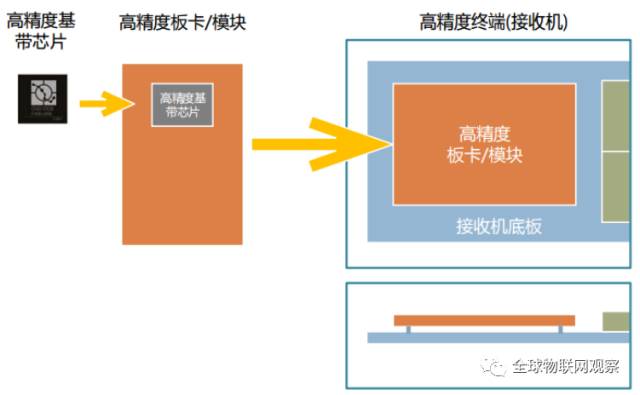 高精度基
带芯片
高精度板卡/模块
高精度终端(接收机)
高精度基
带芯片
高精度
板卡/模块
接收机底板
全球物联网观察